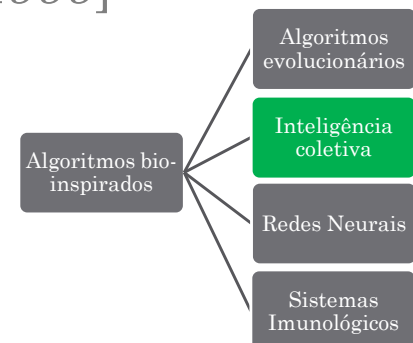 Algoritmos
evolucionários
Inteligência
coletiva
Algoritmos bio-
inspirados
Redes Neurais
Sistemas
Imunológicos